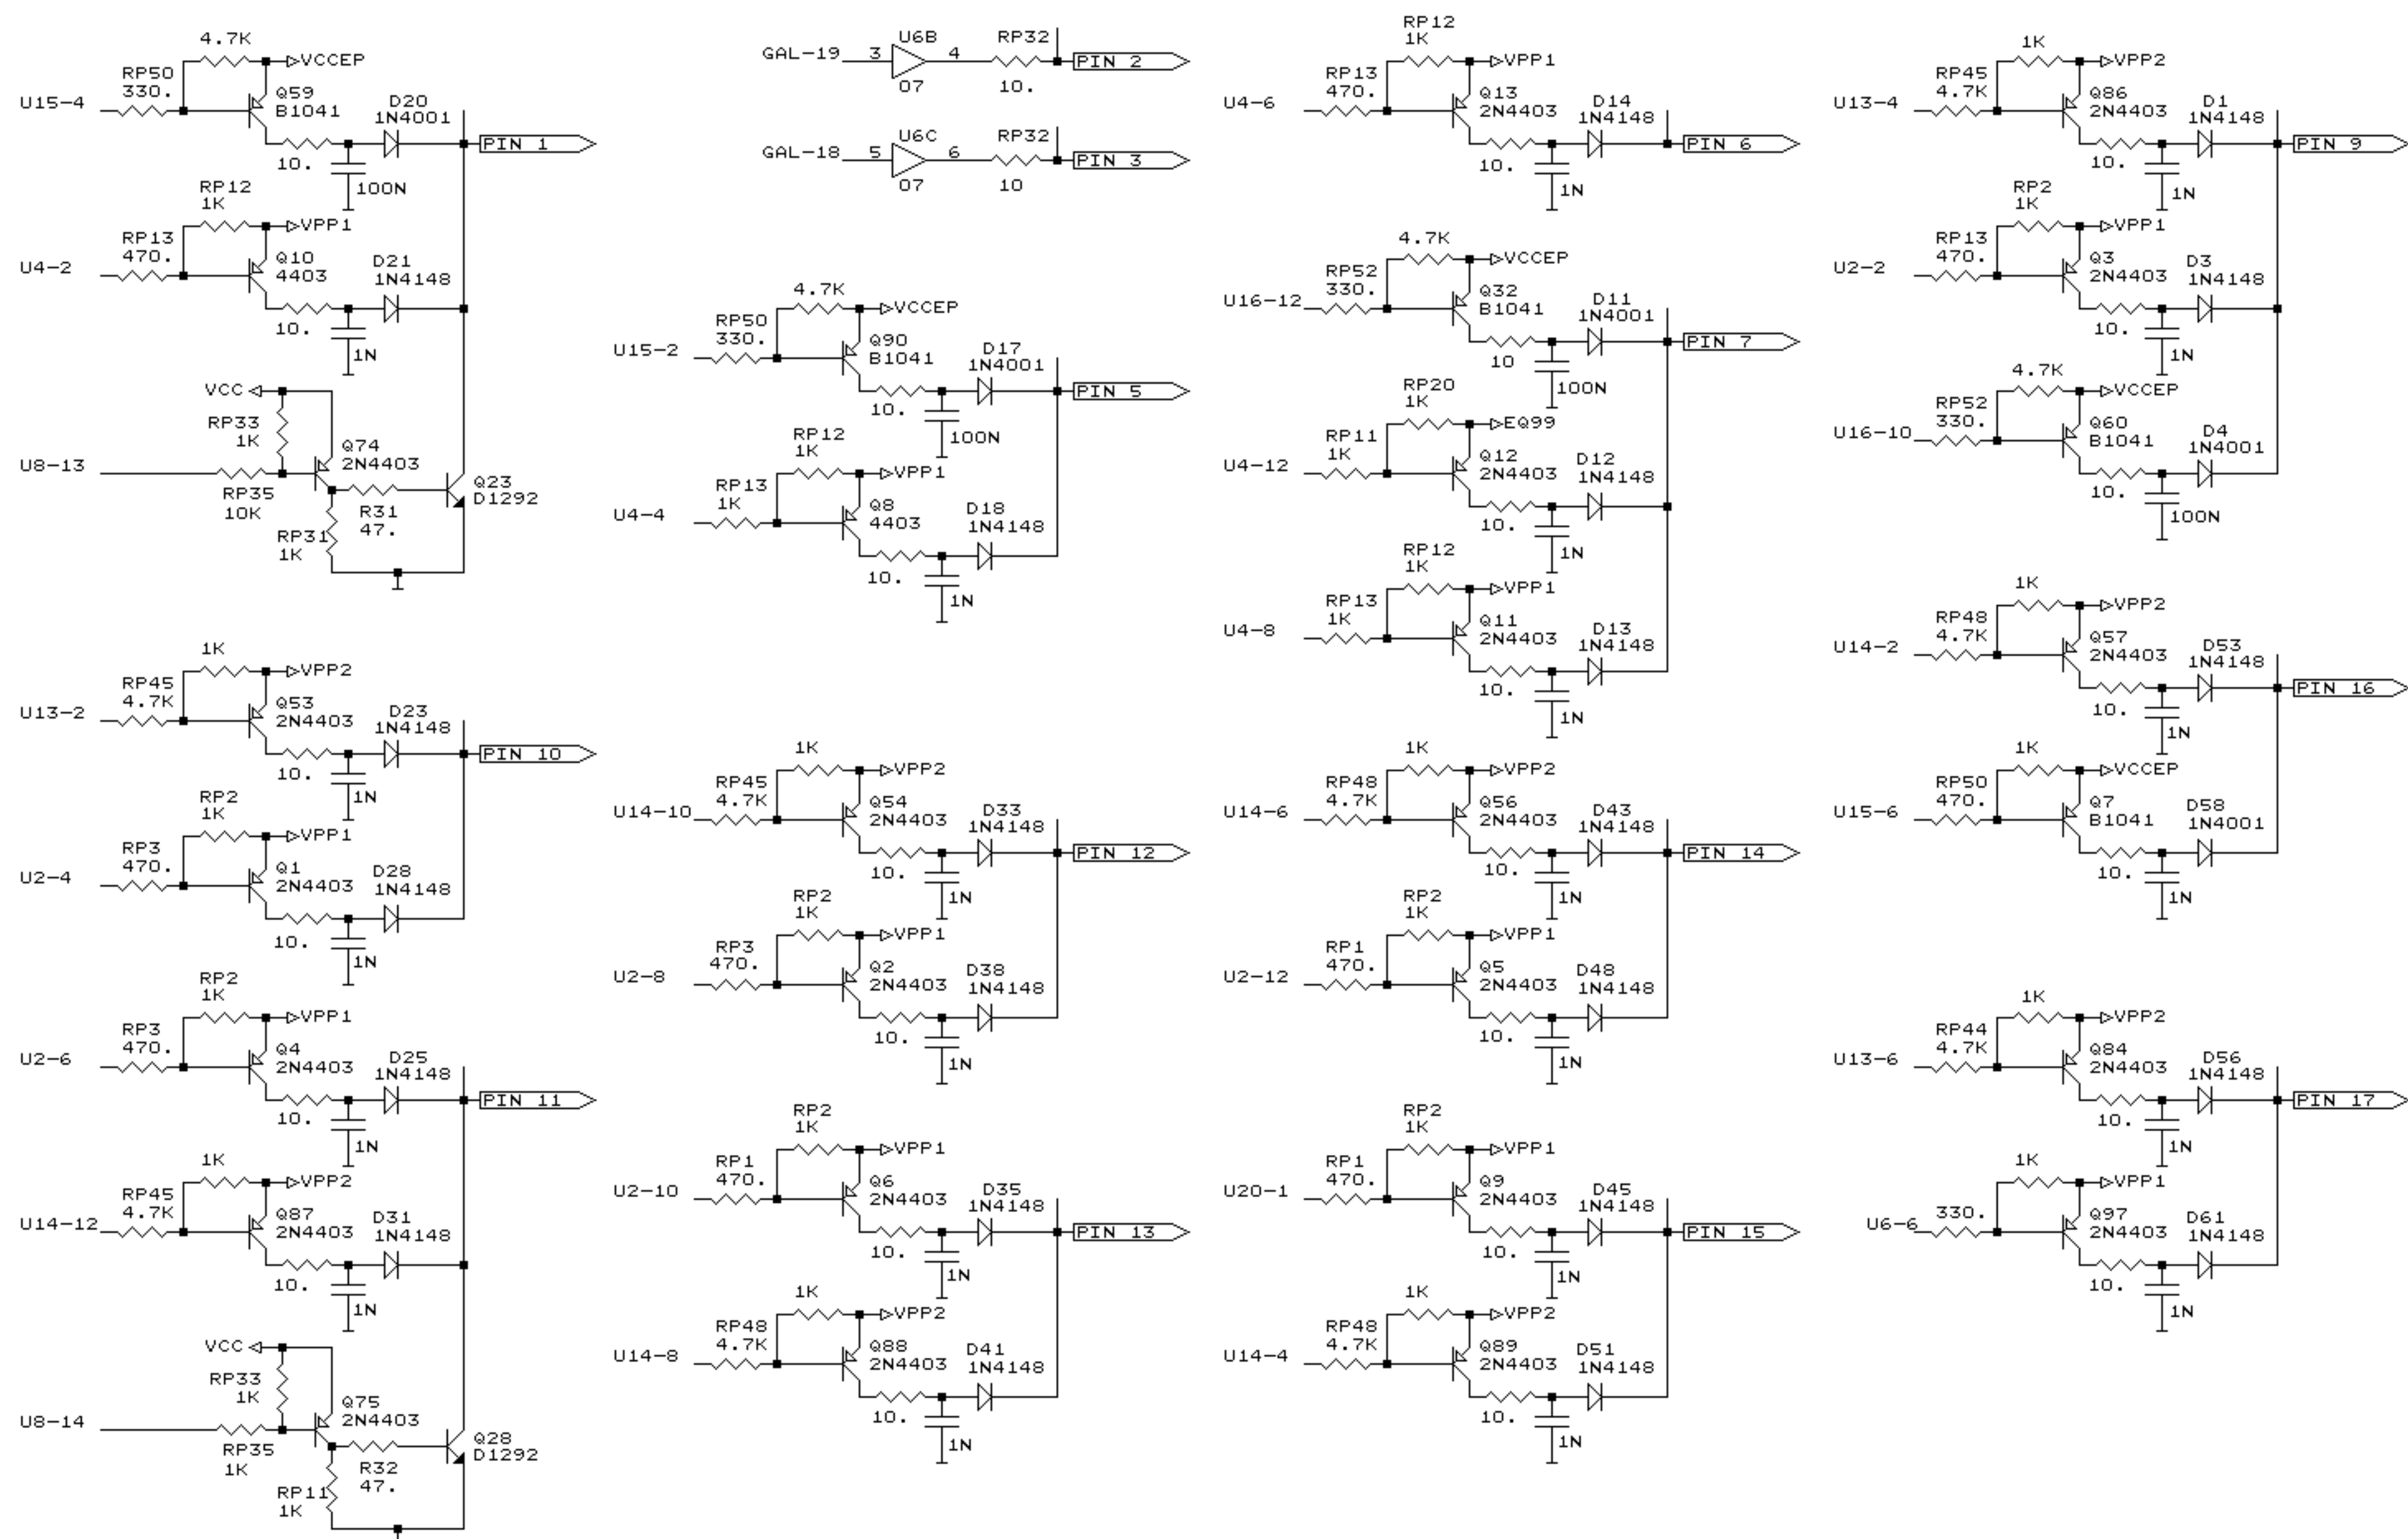 4.7K
VCCEP
RP50
330.
U15-4
Q59
B1041
D20
1N4001
PIN 1
10.
100N
RP12
1K
VPP1
RP13
470.
U4-2
Q10
4403
D21
1N4148
10.
1N
VCC
RP33
1K
Q74
2N4403
U8-13
RP35
10K
R31
47.
RP31
1K
Q23
D1292
1K
VPP2
RP45
4.7K
U13-2
Q53
2N4403
D23
1N4148
PIN 10
10.
1N
RP2
1K
VPP1
RP3
470.
U2-4
Q1
2N4403
D28
1N4148
10.
1N
RP2
1K
VPP1
RP3
470.
U2-6
Q4
2N4403
D25
1N4148
PIN 11
10.
1N
1K
VPP2
RP45
4.7K
U14-12
Q87
2N4403
D31
1N4148
10.
1N
VCC
RP33
1K
Q75
2N4403
U8-14
RP35
1K
R32
47.
RP11
1K
Q28
D1292
GAL-19
3
U6B
4
07
RP32
10.
PIN 2
GAL-18
5
U6C
6
07
RP32
10
PIN 3
4.7K
VCCEP
RP50
330.
U15-2
Q90
B1041
D17
1N4001
PIN 5
10.
100N
RP12
1K
VPP1
RP13
1K
U4-4
Q8
4403
D18
1N4148
10.
1N
1K
VPP2
RP45
4.7K
U14-10
Q54
2N4403
D33
1N4148
PIN 12
10.
1N
RP2
1K
VPP1
RP3
470.
U2-8
Q2
2N4403
D38
1N4148
10.
1N
RP2
1K
VPP1
RP1
470.
U2-10
Q6
2N4403
D35
1N4148
PIN 13
10.
1N
1K
VPP2
RP48
4.7K
U14-8
Q88
2N4403
D41
1N4148
10.
1N
RP12
1K
VPP1
RP13
470.
U4-6
Q13
2N4403
D14
1N4148
PIN 6
10.
1N
4.7K
VCCEP
RP52
330.
U16-12
Q32
B1041
D11
1N4001
PIN 7
10
100N
RP20
1K
EQ99
RP11
1K
U4-12
Q12
2N4403
D12
1N4148
10.
1N
RP12
1K
VPP1
RP13
1K
U4-8
Q11
2N4403
D13
1N4148
10.
1N
1K
VPP2
RP48
4.7K
U14-6
Q56
2N4403
D43
1N4148
PIN 14
10.
1N
RP2
1K
VPP1
RP1
470.
U2-12
Q5
2N4403
D48
1N4148
10.
1N
RP2
1K
VPP1
RP1
470.
U20-1
Q9
2N4403
D45
1N4148
PIN 15
10.
1N
1K
VPP2
RP48
4.7K
U14-4
Q89
2N4403
D51
1N4148
10.
1N
1K
VPP2
RP45
4.7K
U13-4
Q86
2N4403
D1
1N4148
PIN 9
10.
1N
RP2
1K
VPP1
RP13
470.
U2-2
Q3
2N4403
D3
1N4148
10.
1N
4.7K
VCCEP
RP52
330.
U16-10
Q60
B1041
D4
1N4001
10.
100N
1K
VPP2
RP48
4.7K
U14-2
Q57
2N4403
D53
1N4148
PIN 16
10.
1N
1K
VCCEP
RP50
470.
U15-6
Q7
B1041
D58
1N4001
10.
1N
1K
VPP2
RP44
4.7K
U13-6
Q84
2N4403
D56
1N4148
PIN 17
10.
1N
1K
VPP1
330.
U6-6
Q97
2N4403
D61
1N4148
10.
1N